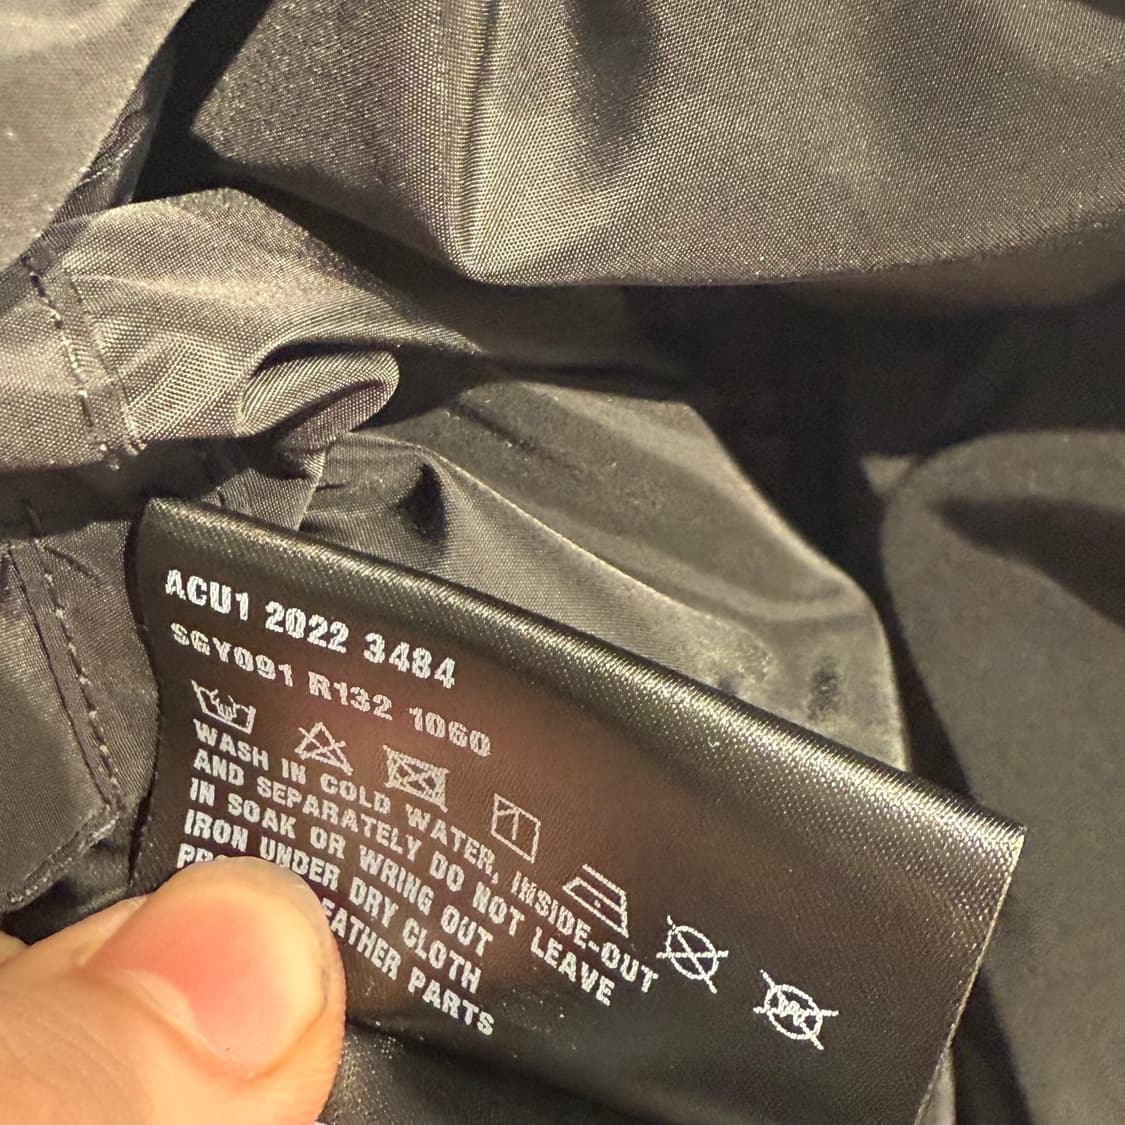 ACU1 2022 3484
SGY091 R132 1060
WASH IN COLD WATER, INSIDE-OUT
AND SEPARATELY DO NOT LEAVE
IN SOAK OR WRING OUT
IRON UNDER DRY CLOTH
PARTS